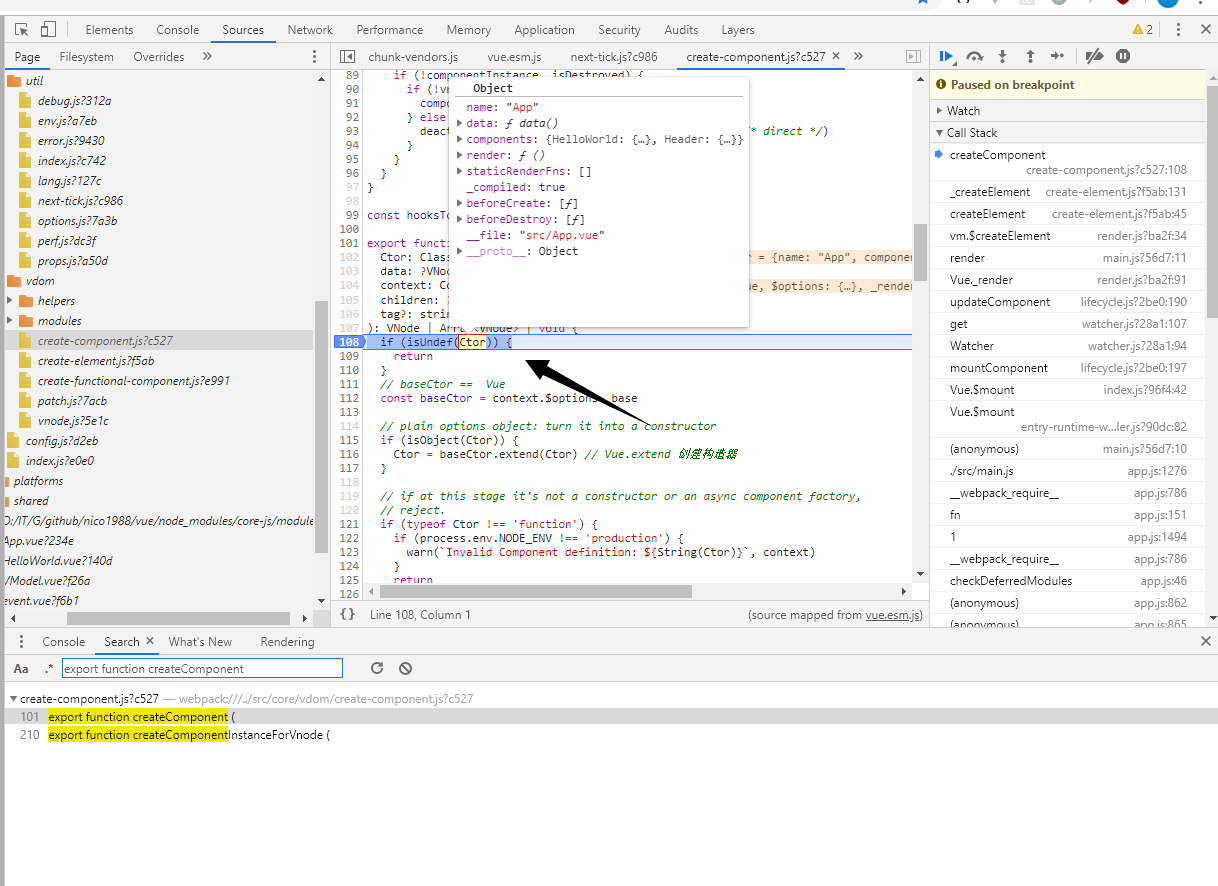 Elements Console Sources Network Performance Memory Application Security Audits Layers 2
Page Filesystem Overrides »
util
debug.js?312a
env.js?a7eb
error.js?9430
index.js?c742
lang.js?127c
next-tick.js?c986
options.js?7a3b
perf.js?dc3f
props.js?a50d
vdom
helpers
modules
create-component.js?c527
create-element.js?f5ab
create-functional-component.js?e991
patch.js?7acb
vnode.js?5e1c
config.js?d2eb
index.js?e0e0
platforms
shared
D:/IT/G/github/nico1988/vue/node_modules/core-js/module
App.vue?234e
HelloWorld.vue?140d
/Model.vue?f26a
event.vue?f6b1
chunk-vendors.js vue.esm.js next-tick.js?c986 create-component.js?c527 × »
89 if (!componentInstance._isDestroyed) {
90 if (!vn
91 compo
92 } else
93 deact /* direct */)
94 }
95 }
96 }
97 }
98
99 const hooksTo
100
101 export functi
102 Ctor: Class r = {name: "App", compone
103 data: ?VNo
104 context: Co ue, $options: {…}, _rende
105 children: ?
106 tag?: strin
107 ): VNode | Array<VNode> | void {
108 if (isUndef(Ctor)) {
109 return
110 }
111 // baseCtor == Vue
112 const baseCtor = context.$options._base
113
114 // plain options object: turn it into a constructor
115 if (isObject(Ctor)) {
116 Ctor = baseCtor.extend(Ctor) // Vue.extend 创建构造器
117 }
118
119 // if at this stage it's not a constructor or an async component factory,
120 // reject.
121 if (typeof Ctor !== 'function') {
122 if (process.env.NODE_ENV !== 'production') {
123 warn(`Invalid Component definition: ${String(Ctor)}`, context)
124 }
125 return
126
Object
name: "App"
data: ƒ data()
components: {HelloWorld: {…}, Header: {…}}
render: ƒ ()
staticRenderFns: []
_compiled: true
beforeCreate: [ƒ]
beforeDestroy: [ƒ]
__file: "src/App.vue"
__proto__: Object
{} Line 108, Column 1 (source mapped from vue.esm.js)
Paused on breakpoint
Watch
Call Stack
createComponent
create-component.js?c527:108
_createElement create-element.js?f5ab:131
createElement create-element.js?f5ab:45
vm.$createElement render.js?ba2f:34
render main.js?56d7:11
Vue._render render.js?ba2f:91
updateComponent lifecycle.js?2be0:190
get watcher.js?28a1:107
Watcher watcher.js?28a1:92
mountComponent lifecycle.js?2be0:197
Vue.$mount index.js?96f4:42
Vue.$mount
entry-runtime-w…ler.js?90dc:82
(anonymous) main.js?56d7:10
./src/main.js app.js:1276
__webpack_require__ app.js:786
fn app.js:151
1 app.js:1494
__webpack_require__ app.js:786
checkDeferredModules app.js:46
(anonymous) app.js:862
(anonymous) app.js:865
Console Search × What's New Rendering
Aa .* export function createComponent
create-component.js?c527 — webpack:///../src/core/vdom/create-component.js?c527
101 export function createComponent (
210 export function createComponentInstanceForVnode (